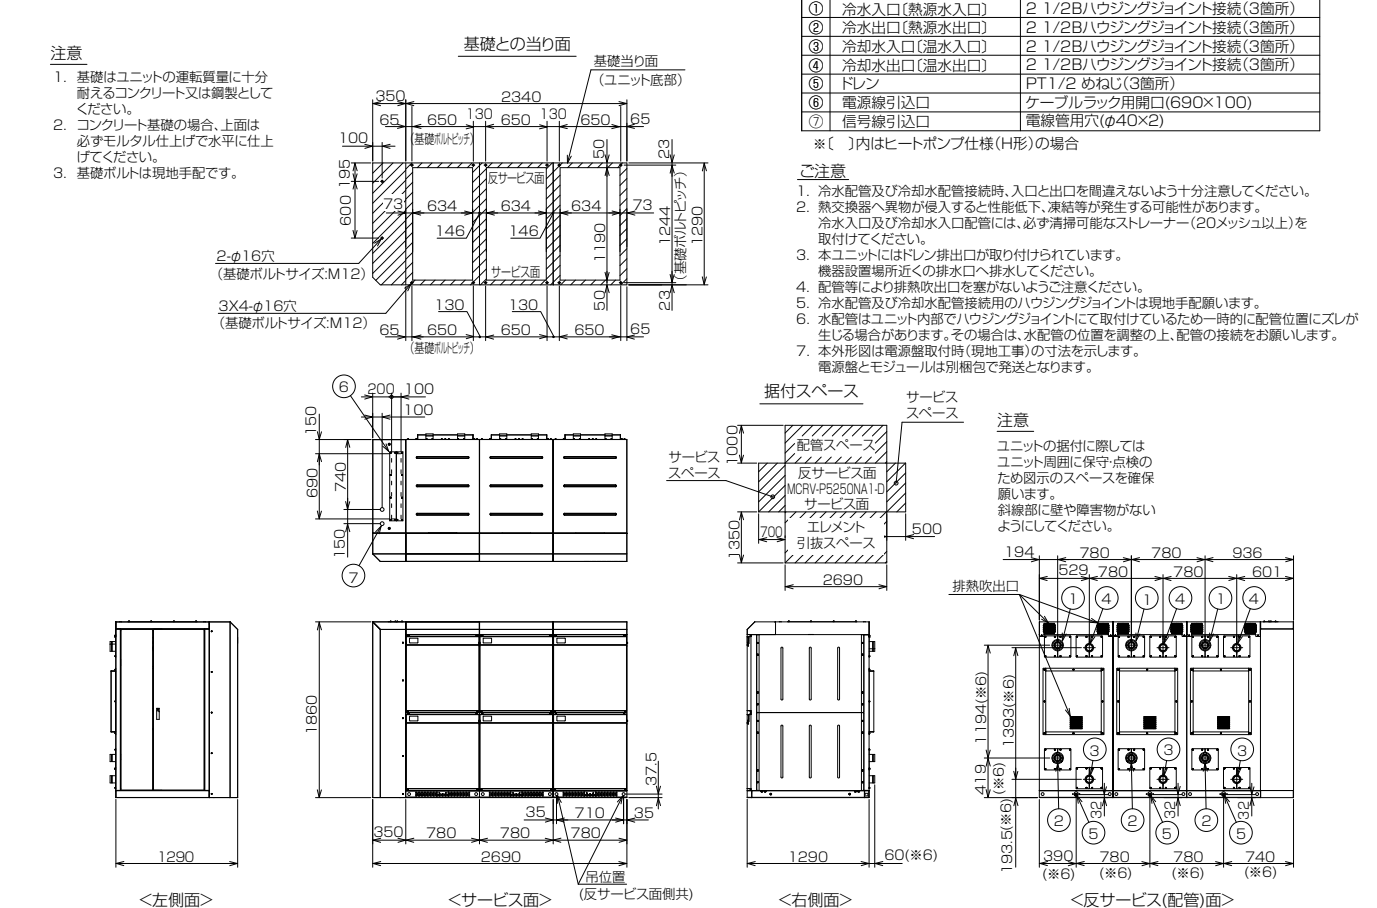 ① 冷水入口〔熱源水入口〕 2 1/2Bハウジングジョイント接続(3箇所)
② 冷水出口〔熱源水出口〕 2 1/2Bハウジングジョイント接続(3箇所)
③ 冷却水入口〔温水入口〕 2 1/2Bハウジングジョイント接続(3箇所)
④ 冷却水出口〔温水出口〕 2 1/2Bハウジングジョイント接続(3箇所)
⑤ ドレン PT1/2 めねじ(3箇所)
⑥ 電源線引込口 ケーブルラック用開口(690×100)
⑦ 信号線引込口 電線管用穴(φ40×2)
※〔 〕内はヒートポンプ仕様(H形)の場合
注意
1. 基礎はユニットの運転質量に十分
耐えるコンクリート又は鋼製として
ください。
2. コンクリート基礎の場合、上面は
必ずモルタル仕上げで水平に仕上
げてください。
3. 基礎ボルトは現地手配です。
基礎との当り面
基礎当り面
(ユニット底部)
350 2340
65 650 130 650 130 650 65
(基礎ボルトピッチ)
100
195
600
50
23
反サービス面
73 634 634 634 73
146 146
1190
1244
(基礎ボルトピッチ)
1290
サービス面
2-φ16穴
(基礎ボルトサイズ:M12)
3X4-φ16穴
(基礎ボルトサイズ:M12)
130 130
50
23
65 650 650 650 65
(基礎ボルトピッチ)
ご注意
1. 冷水配管及び冷却水配管接続時、入口と出口を間違えないよう十分注意してください。
2. 熱交換器へ異物が侵入すると性能低下、凍結等が発生する可能性があります。
冷水入口及び冷却水入口配管には、必ず清掃可能なストレーナー(20メッシュ以上)を
取付けてください。
3. 本ユニットにはドレン排出口が取り付けられています。
機器設置場所近くの排水口へ排水してください。
4. 配管等により排熱吹出口を塞がないようご注意ください。
5. 冷水配管及び冷却水配管接続用のハウジングジョイントは現地手配願います。
6. 水配管はユニット内部でハウジングジョイントにて取付けているため一時的に配管位置にズレが
生じる場合があります。その場合は、水配管の位置を調整の上、配管の接続をお願いします。
7. 本外形図は電源盤取付時(現地工事)の寸法を示します。
電源盤とモジュールは別梱包で発送となります。
6 200 100
100
150
690
740
150
7
据付スペース
サービス
スペース
サービス
スペース
1000
配管スペース
反サービス面
MCRV-P5250NA1-D
サービス面
エレメント
引抜スペース
1350
700
500
2690
注意
ユニットの据付に際しては
ユニット周囲に保守・点検の
ため図示のスペースを確保
願います。
斜線部に壁や障害物がない
ようにしてください。
1290
<左側面>
1860
37.5
35 710 35
350 780 780 780
2690
吊位置
(反サービス面側共)
<サービス面>
1290 60(※6)
<右側面>
194 780 780 936
529 780 780 601
排熱吹出口
1 4 1 4 1 4
1194(※6)
1393(※6)
3 3 3
419
(※6)
193.5(※6)
32 32 32
2 5 2 5 2 5
390 780 780 740
(※6) (※6) (※6) (※6)
<反サービス(配管)面>